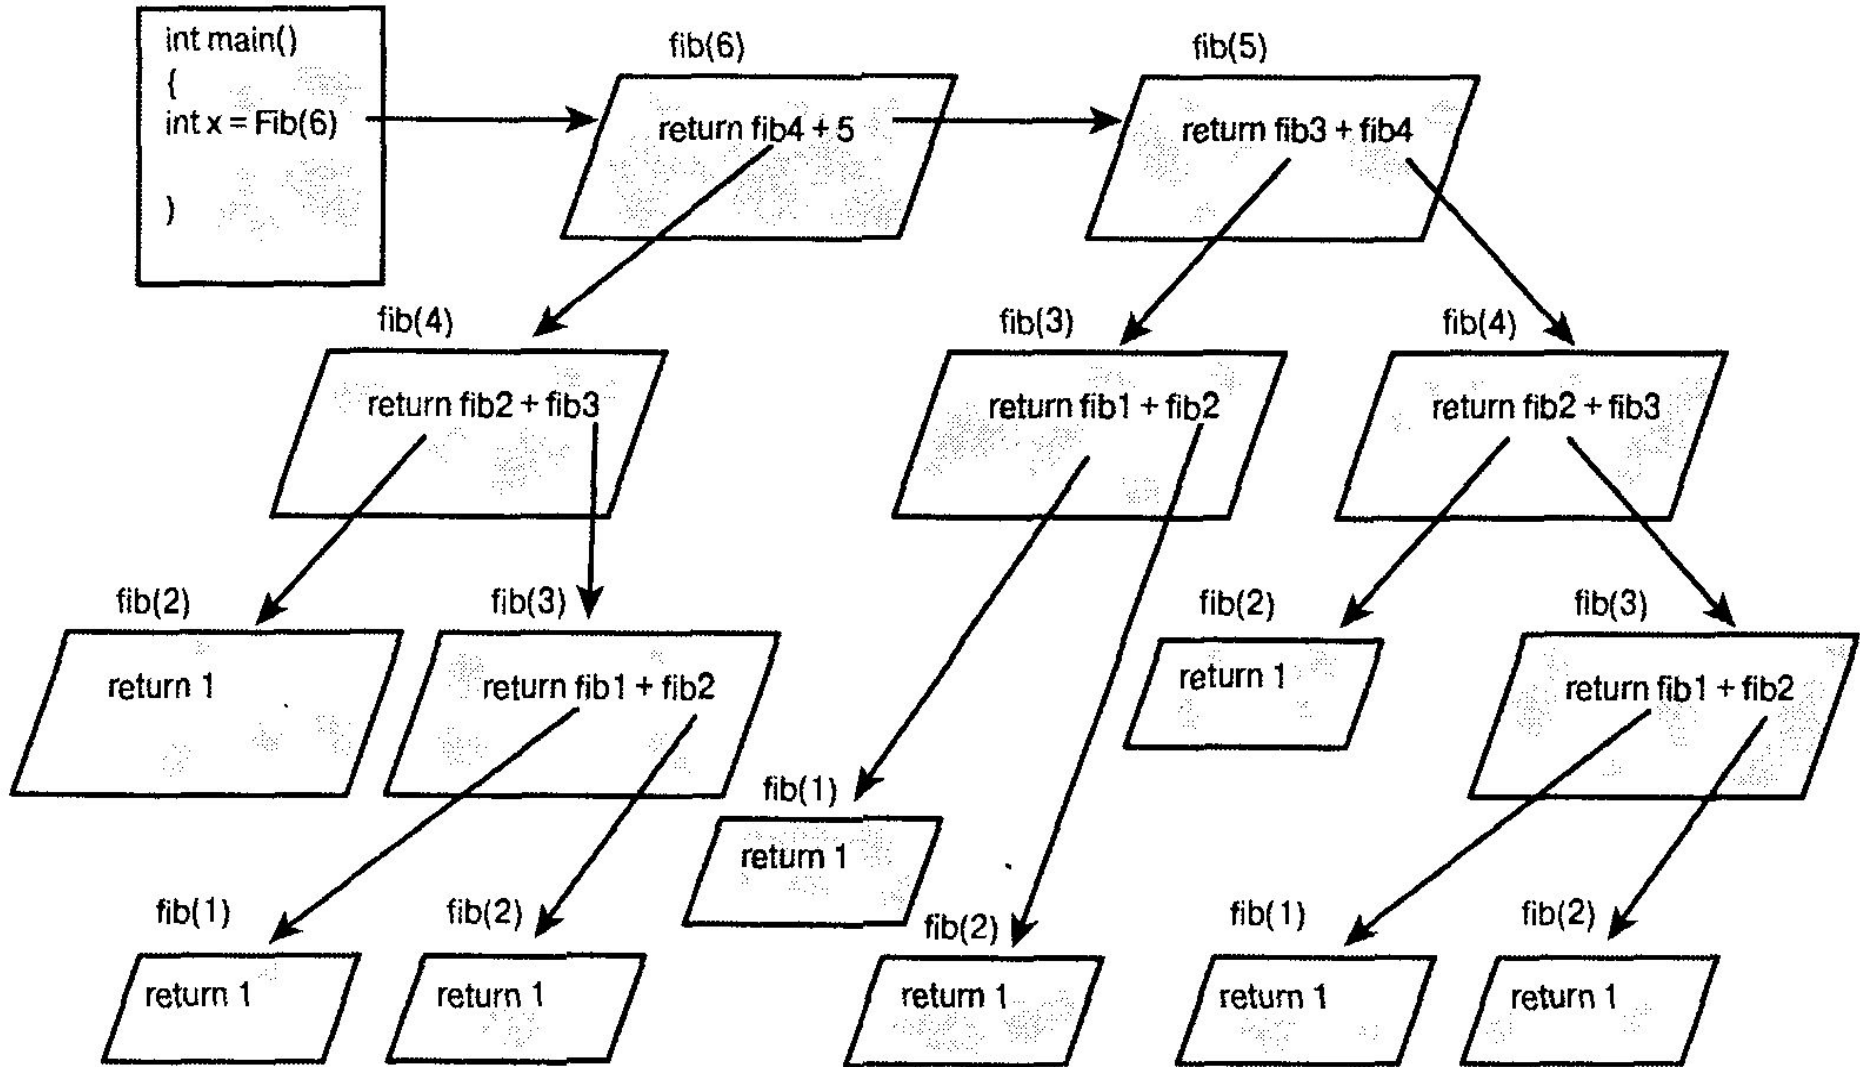 int main()
{
int x = Fib(6)
)
fib(6)
return fib4 + 5
fib(5)
return fib3 + fib4
fib(4)
return fib2 + fib3
fib(3)
return fib1 + fib2
fib(4)
return fib2 + fib3
fib(2)
return 1
fib(3)
return fib1 + fib2
fib(2)
return 1
fib(3)
return fib1 + fib2
fib(1)
return 1
fib(1)
return 1
fib(2)
return 1
fib(2)
return 1
fib(1)
return 1
fib(2)
return 1